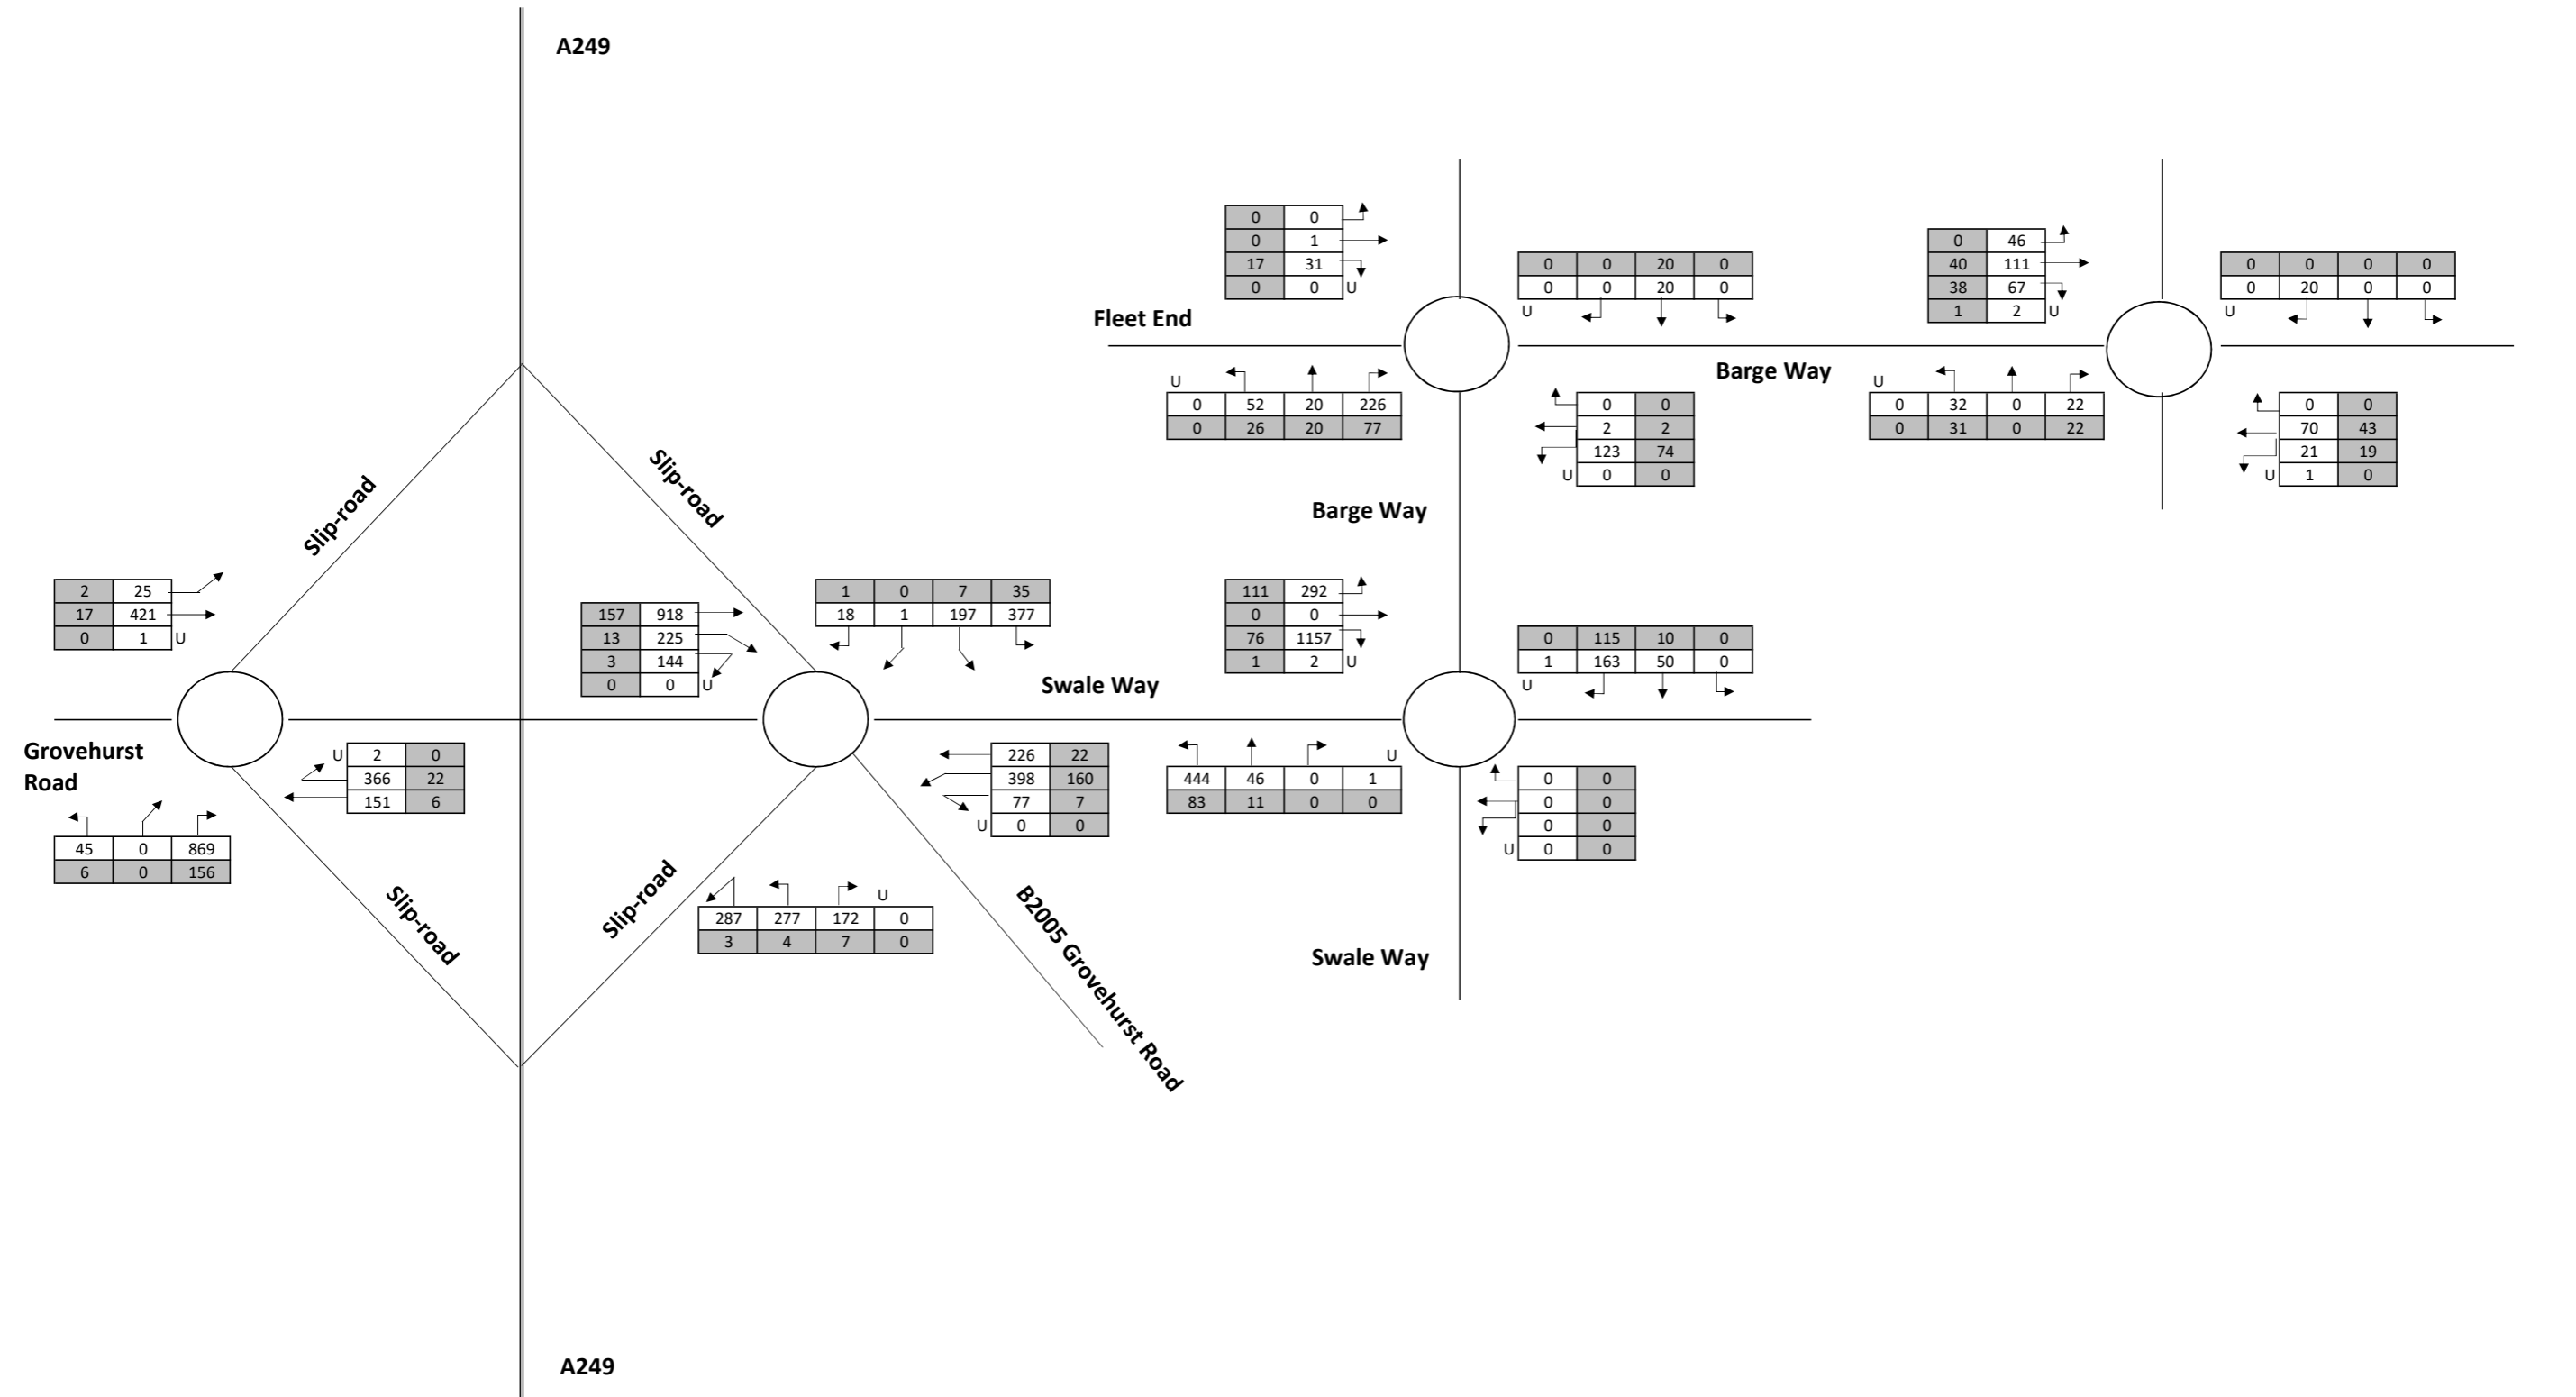 A249
0 0
0 1
17 31
0 0 U
0 0 20 0
0 0 20 0
U
Fleet End
U
0 52 20 226
0 26 20 77
0 0
2 2
123 74
U 0 0
Barge Way
0 46
40 111
38 67
1 2 U
0 0 0 0
0 20 0 0
U
U
0 32 0 22
0 31 0 22
0 0
70 43
21 19
U 1 0
Slip-road
Slip-road
Barge Way
2 25
17 421
0 1 U
157 918
13 225
3 144
0 0 U
1 0 7 35
18 1 197 377
Swale Way
111 292
0 0
76 1157
1 2 U
0 115 10 0
1 163 50 0
U
Grovehurst
Road
U 2 0
366 22
151 6
45 0 869
6 0 156
226 22
398 160
77 7
U 0 0
U
444 46 0 1
83 11 0 0
0 0
0 0
0 0
U 0 0
Slip-road
Slip-road
U
287 277 172 0
3 4 7 0
B2005 Grovehurst Road
Swale Way
A249